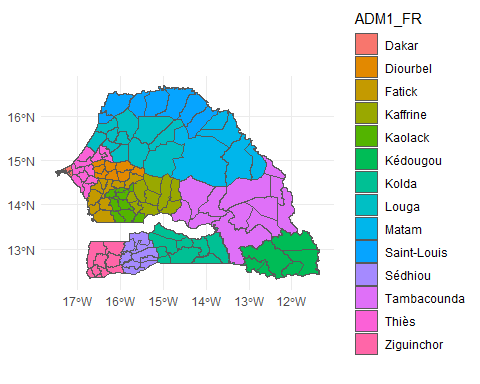 ADM1_FR
Dakar
Diourbel
Fatick
Kaffrine
Kaolack
Kédougou
Kolda
Louga
Matam
Saint-Louis
Sédhiou
Tambacounda
Thiès
Ziguinchor
16°N
15°N
14°N
13°N
17°W 16°W 15°W 14°W 13°W 12°W